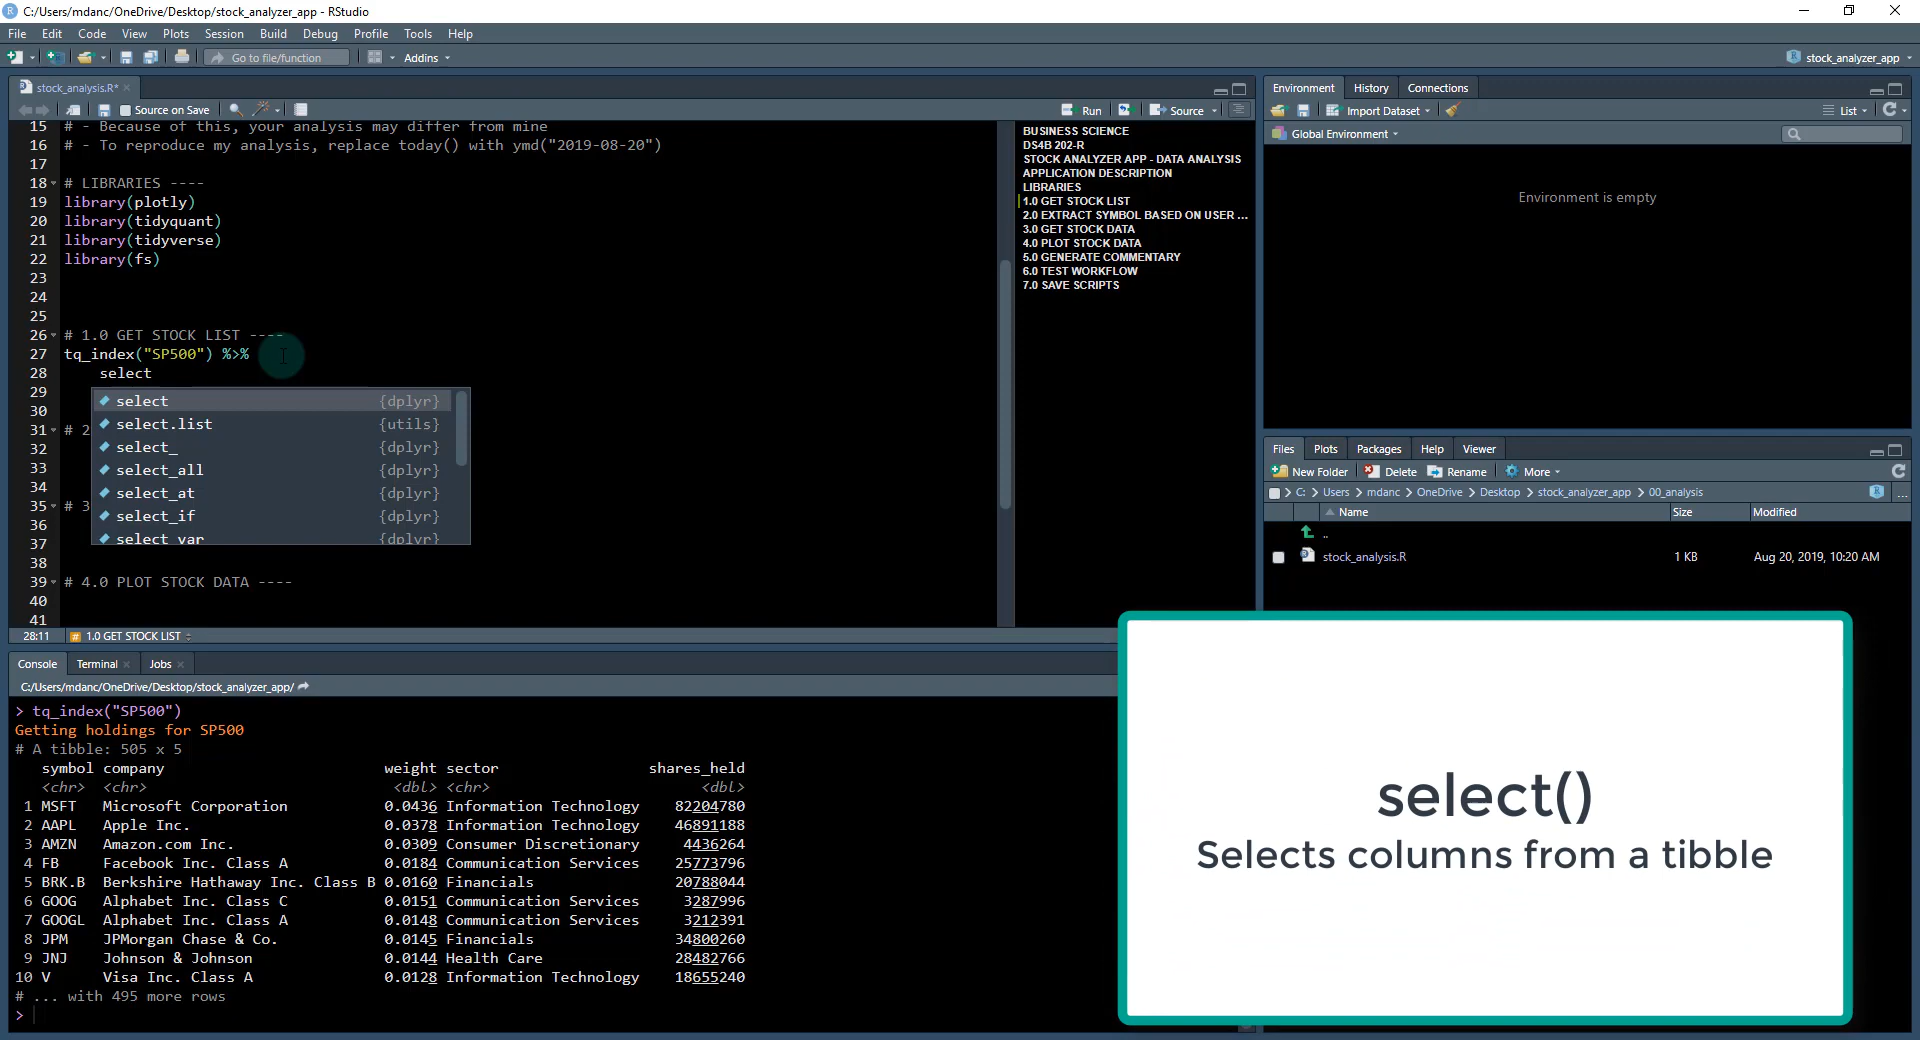 C:/Users/mdanc/OneDrive/Desktop/stock_analyzer_app - RStudio
File Edit Code View Plots Session Build Debug Profile Tools Help
Go to file/function Addins stock_analyzer_app
stock_analysis.R*
Source on Save Run Source
15 # - Because of this, your analysis may differ from mine
16 # - To reproduce my analysis, replace today() with ymd("2019-08-20")
17
18 # LIBRARIES ----
19 library(plotly)
20 library(tidyquant)
21 library(tidyverse)
22 library(fs)
23
24
25
26 # 1.0 GET STOCK LIST ----
27 tq_index("SP500") %>%
28 select
29
30
31 # 2
32
33
34
35 # 3
36
37
38
39 # 4.0 PLOT STOCK DATA ----
40
41
select {dplyr}
select.list {utils}
select_ {dplyr}
select_all {dplyr}
select_at {dplyr}
select_if {dplyr}
select_var {dplyr}
28:11 # 1.0 GET STOCK LIST
BUSINESS SCIENCE
DS4B 202-R
STOCK ANALYZER APP - DATA ANALYSIS
APPLICATION DESCRIPTION
LIBRARIES
1.0 GET STOCK LIST
2.0 EXTRACT SYMBOL BASED ON USER ...
3.0 GET STOCK DATA
4.0 PLOT STOCK DATA
5.0 GENERATE COMMENTARY
6.0 TEST WORKFLOW
7.0 SAVE SCRIPTS
Console Terminal Jobs
C:/Users/mdanc/OneDrive/Desktop/stock_analyzer_app/
> tq_index("SP500")
Getting holdings for SP500
# A tibble: 505 x 5
symbol company weight sector shares_held
<chr> <chr> <dbl> <chr> <dbl>
1 MSFT Microsoft Corporation 0.0436 Information Technology 82204780
2 AAPL Apple Inc. 0.0378 Information Technology 46891188
3 AMZN Amazon.com Inc. 0.0309 Consumer Discretionary 4436264
4 FB Facebook Inc. Class A 0.0184 Communication Services 25773796
5 BRK.B Berkshire Hathaway Inc. Class B 0.0160 Financials 20788044
6 GOOG Alphabet Inc. Class C 0.0151 Communication Services 3287996
7 GOOGL Alphabet Inc. Class A 0.0148 Communication Services 3212391
8 JPM JPMorgan Chase & Co. 0.0145 Financials 34800260
9 JNJ Johnson & Johnson 0.0144 Health Care 28482766
10 V Visa Inc. Class A 0.0128 Information Technology 18655240
# ... with 495 more rows
>
Environment History Connections
Import Dataset List
Global Environment
Environment is empty
Files Plots Packages Help Viewer
New Folder Delete Rename More
C: > Users > mdanc > OneDrive > Desktop > stock_analyzer_app > 00_analysis ...
Name Size Modified
..
stock_analysis.R 1 KB Aug 20, 2019, 10:20 AM
select()
Selects columns from a tibble